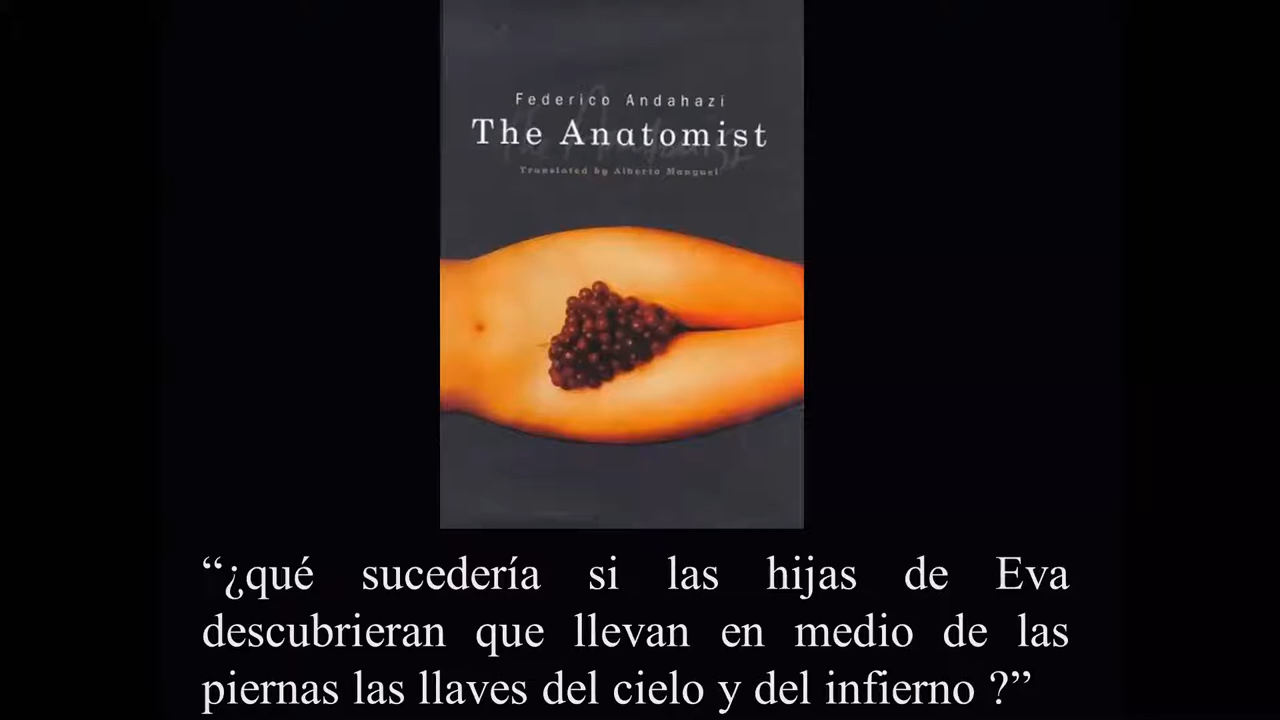 Federico Andahazi
The Anatomist
Translated by Alberto Manguel
“¿qué sucedería si las hijas de Eva
descubrieran que llevan en medio de las
piernas las llaves del cielo y del infierno ?”